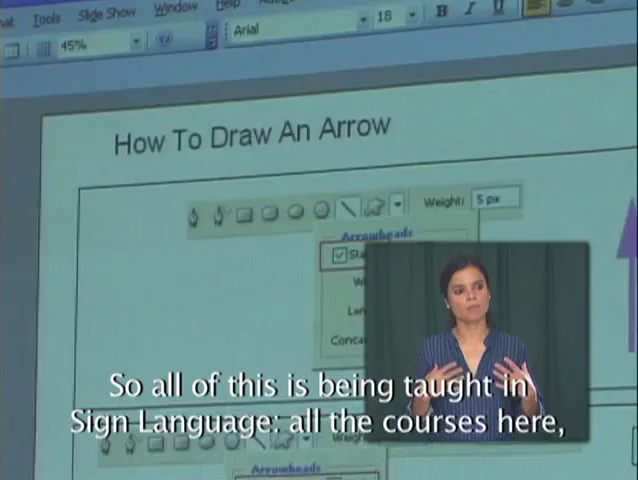 Tools Slide Show Window Help
45% Arial 18 B I U
How To Draw An Arrow
Weight: 5 px
Arrowheads
So all of this is being taught in
Sign Language: all the courses here,
Arrowheads